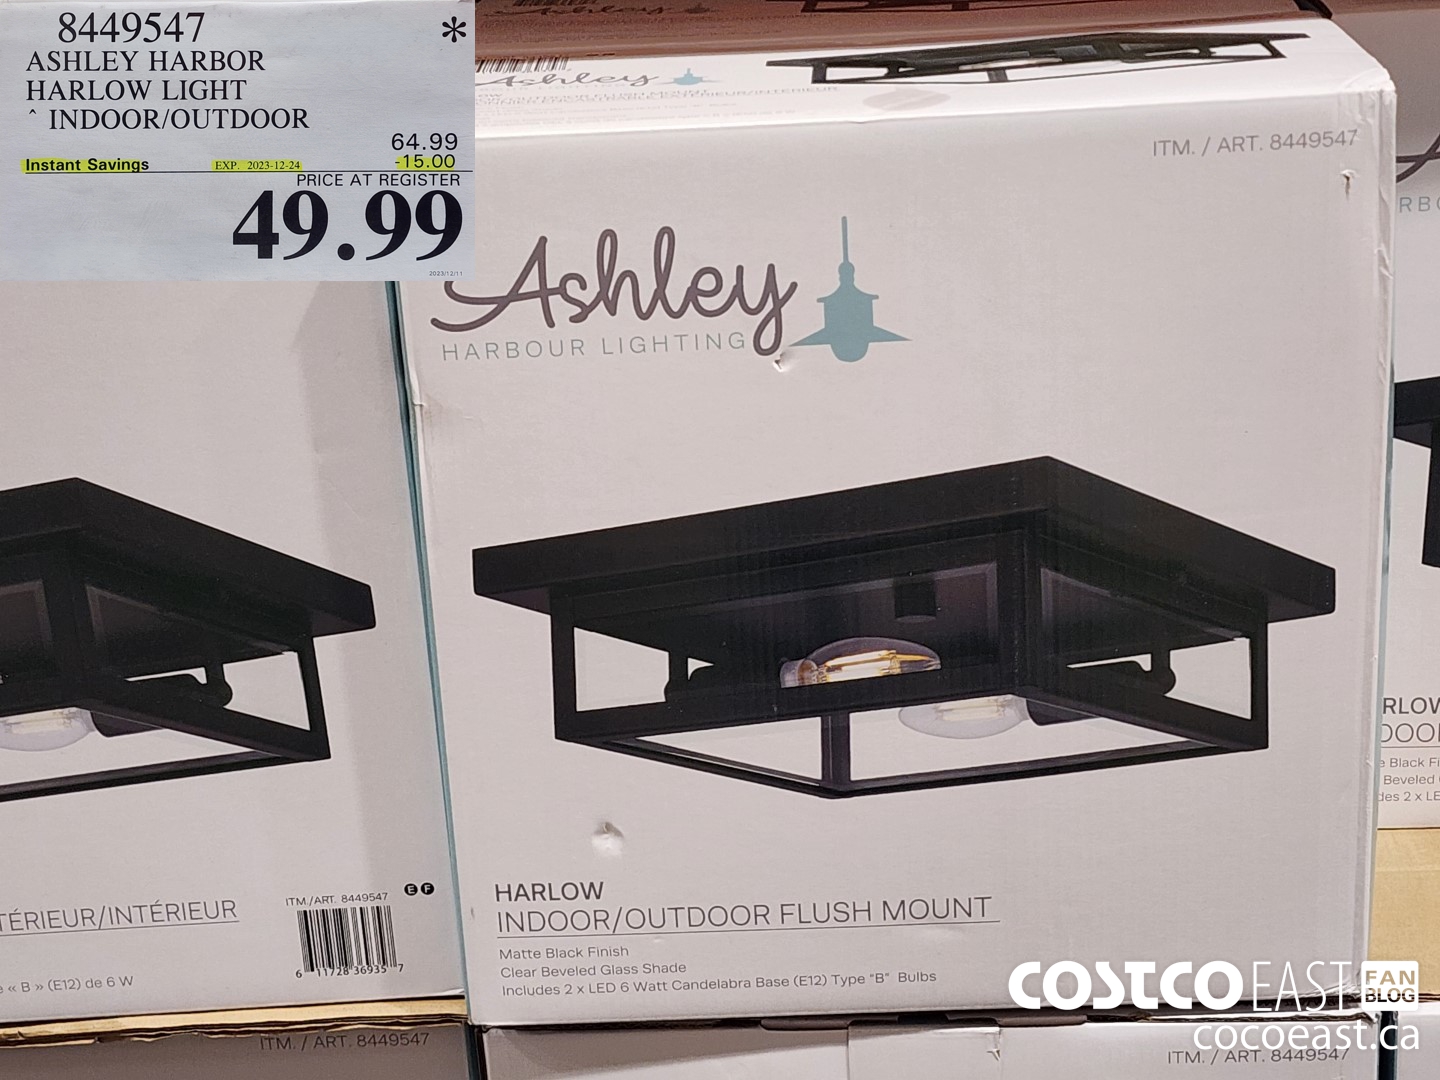 8449547 *
ASHLEY HARBOR
HARLOW LIGHT
^ INDOOR/OUTDOOR
64.99
Instant Savings EXP. 2023-12-24 -15.00
PRICE AT REGISTER
49.99
2023/12/11
Ashley
ITM. / ART. 8449547
Ashley
HARBOUR LIGHTING
HARLOW
INDOOR/OUTDOOR FLUSH MOUNT
Matte Black Finish
Clear Beveled Glass Shade
Includes 2 x LED 6 Watt Candelabra Base (E12) Type "B" Bulbs
TÉRIEUR/INTÉRIEUR
« B » (E12) de 6 W
ITM./ART. 8449547 E F
6 11728 36935 7
RLOW
Beveled
des 2 x LE
ITM. / ART. 8449547
ITM. / ART. 8449547
COSTCO EAST FAN BLOG
cocoeast.ca